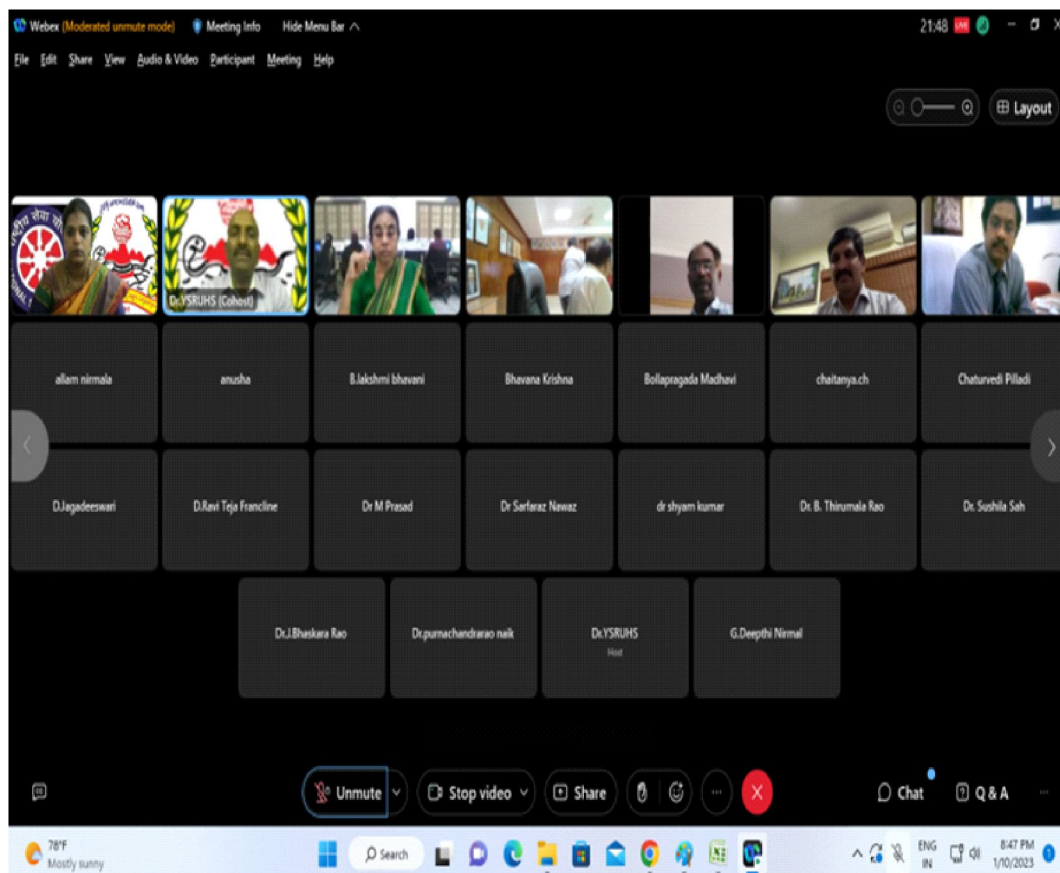 Webex (Moderated unmute mode) Meeting Info Hide Menu Bar 21:48 LIVE
File Edit Share View Audio & Video Participant Meeting Help
Layout
राष्ट्रीय सेवा
Dr.YSRUHS (Cohost)
allam nirmala anusha B.lakshmi bhavani Bhavana Krishna Bollapragada Madhavi chaitanya.ch Chaturvedi Pilladi
D.Jagadeeswari D.Ravi Teja Francline Dr M Prasad Dr Sarfaraz Nawaz dr shyam kumar Dr. B. Thirumala Rao Dr. Sushila Sah
Dr.J.Bhaskara Rao Dr.purnachandrarao naik Dr.YSRUHS G.Deepthi Nirmal
Host
Unmute Stop video Share Chat Q & A
78°F
Mostly sunny
Search
ENG
IN
8:47 PM
1/10/2023
1